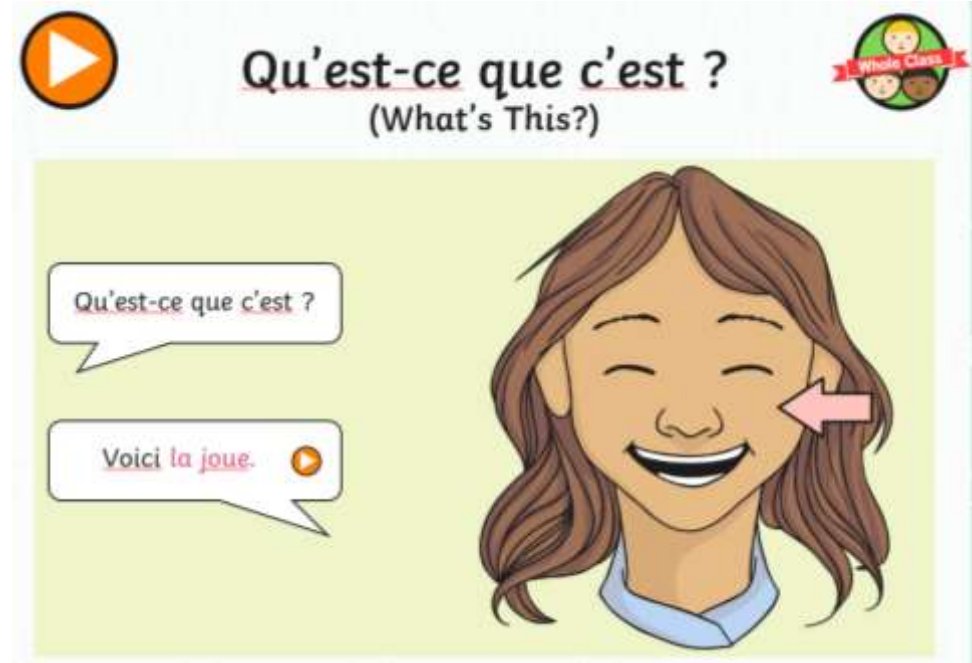 Qu'est-ce que c'est ?
(What's This?)
Whole Class
Qu'est-ce que c'est ?
Voici la joue.